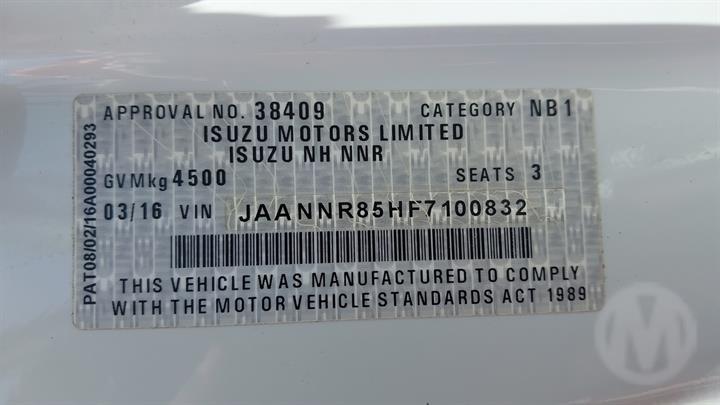 APPROVAL NO. 38409 CATEGORY NB1
ISUZU MOTORS LIMITED
ISUZU NH NNR
GVMkg 4500 SEATS 3
03/16 VIN JAANNR85HF7100832
THIS VEHICLE WAS MANUFACTURED TO COMPLY
WITH THE MOTOR VEHICLE STANDARDS ACT 1989
PAT08/02/16A00040293
M